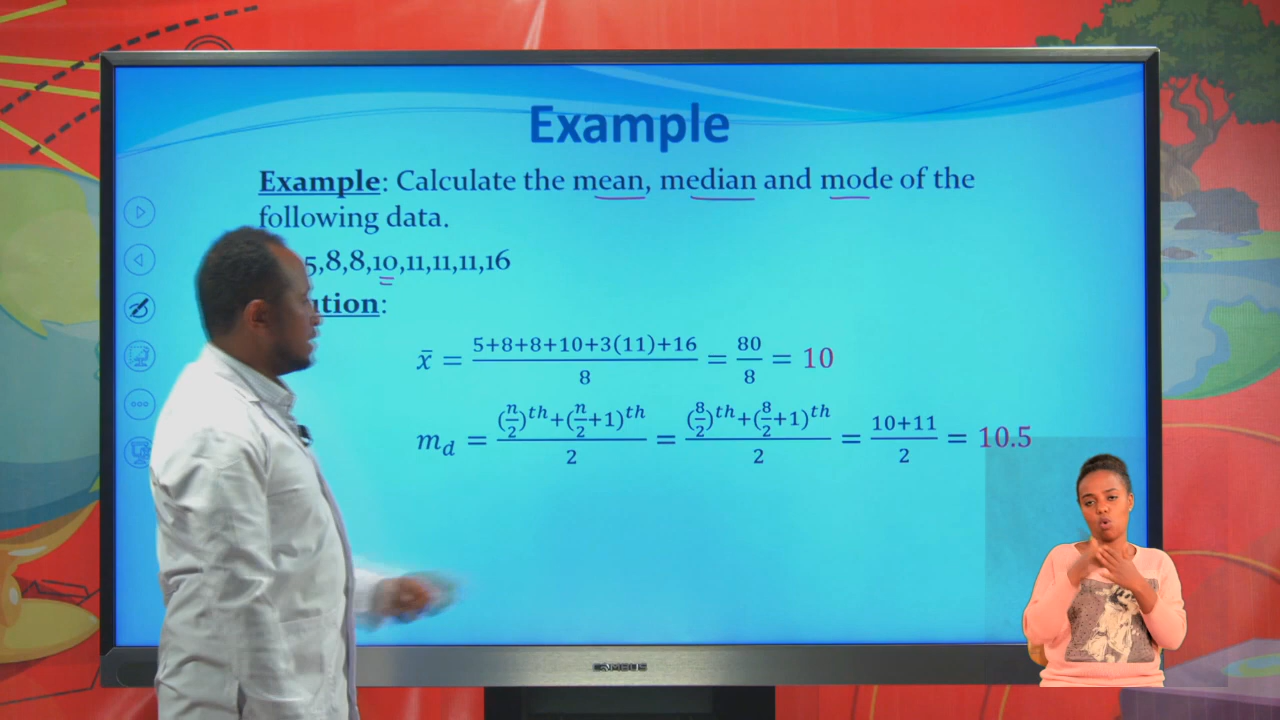 Example
Example: Calculate the mean, median and mode of the
following data.
5,8,8,10,11,11,11,16
ution:
x̄ = (5+8+8+10+3(11)+16)/8 = 80/8 = 10
m_d = ((n/2)^th+(n/2+1)^th)/2 = ((8/2)^th+(8/2+1)^th)/2 = (10+11)/2 = 10.5